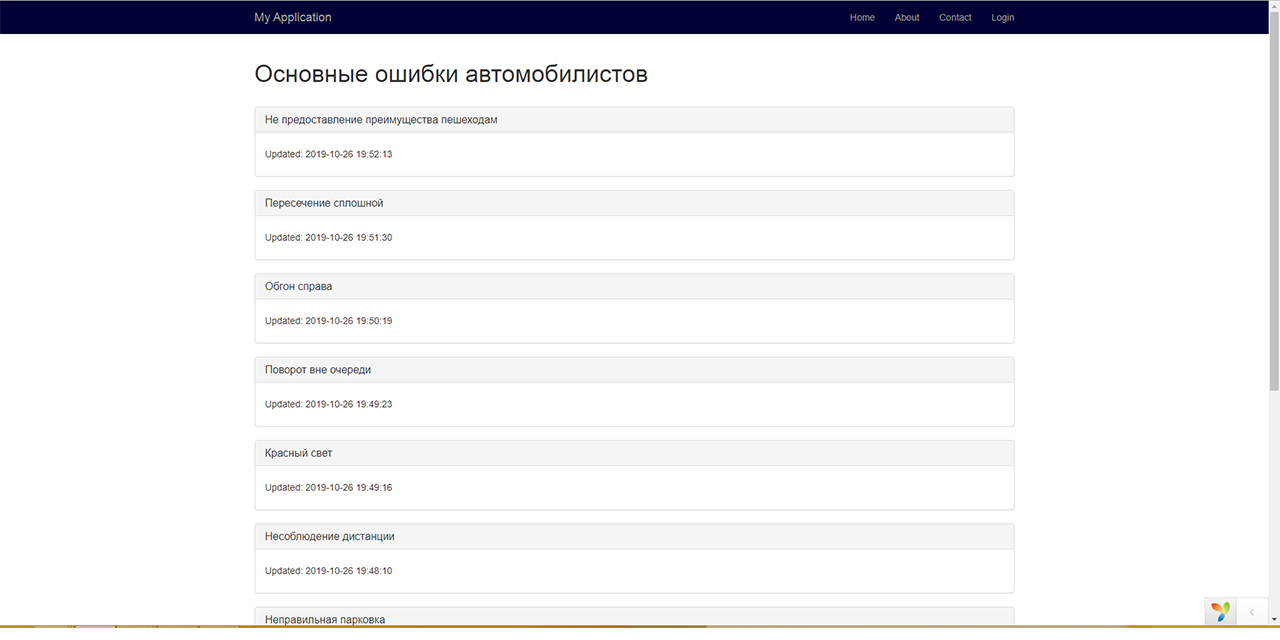 My Application
Home About Contact Login
Основные ошибки автомобилистов
Не предоставление преимущества пешеходам
Updated: 2019-10-26 19:52:13
Пересечение сплошной
Updated: 2019-10-26 19:51:30
Обгон справа
Updated: 2019-10-26 19:50:19
Поворот вне очереди
Updated: 2019-10-26 19:49:23
Красный свет
Updated: 2019-10-26 19:49:16
Несоблюдение дистанции
Updated: 2019-10-26 19:48:10
Неправильная парковка